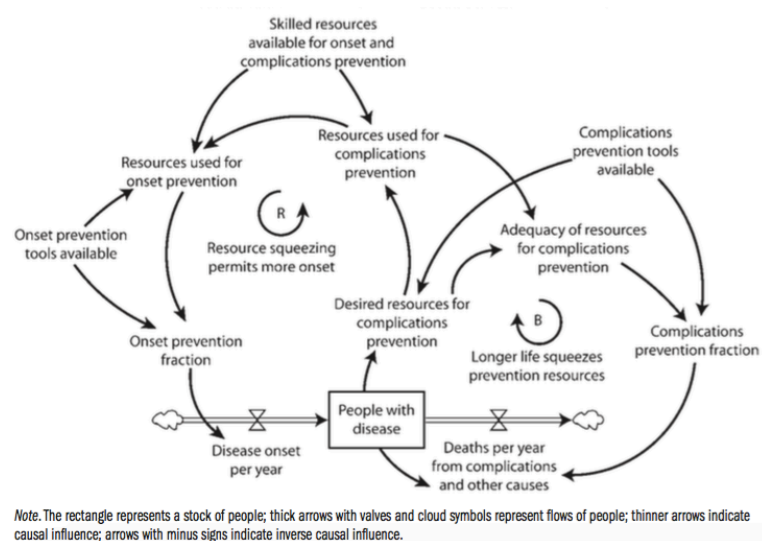 Skilled resources
available for onset and
complications prevention
Resources used for
complications
prevention
Complications
prevention tools
available
Resources used for
onset prevention
R
Resource squeezing
permits more onset
Onset prevention
tools available
Adequacy of resources
for complications
prevention
Desired resources for
complications
prevention
B
Longer life squeezes
prevention resources
Onset prevention
fraction
Complications
prevention fraction
People with
disease
Disease onset
per year
Deaths per year
from complications
and other causes
Note. The rectangle represents a stock of people; thick arrows with valves and cloud symbols represent flows of people; thinner arrows indicate
causal influence; arrows with minus signs indicate inverse causal influence.